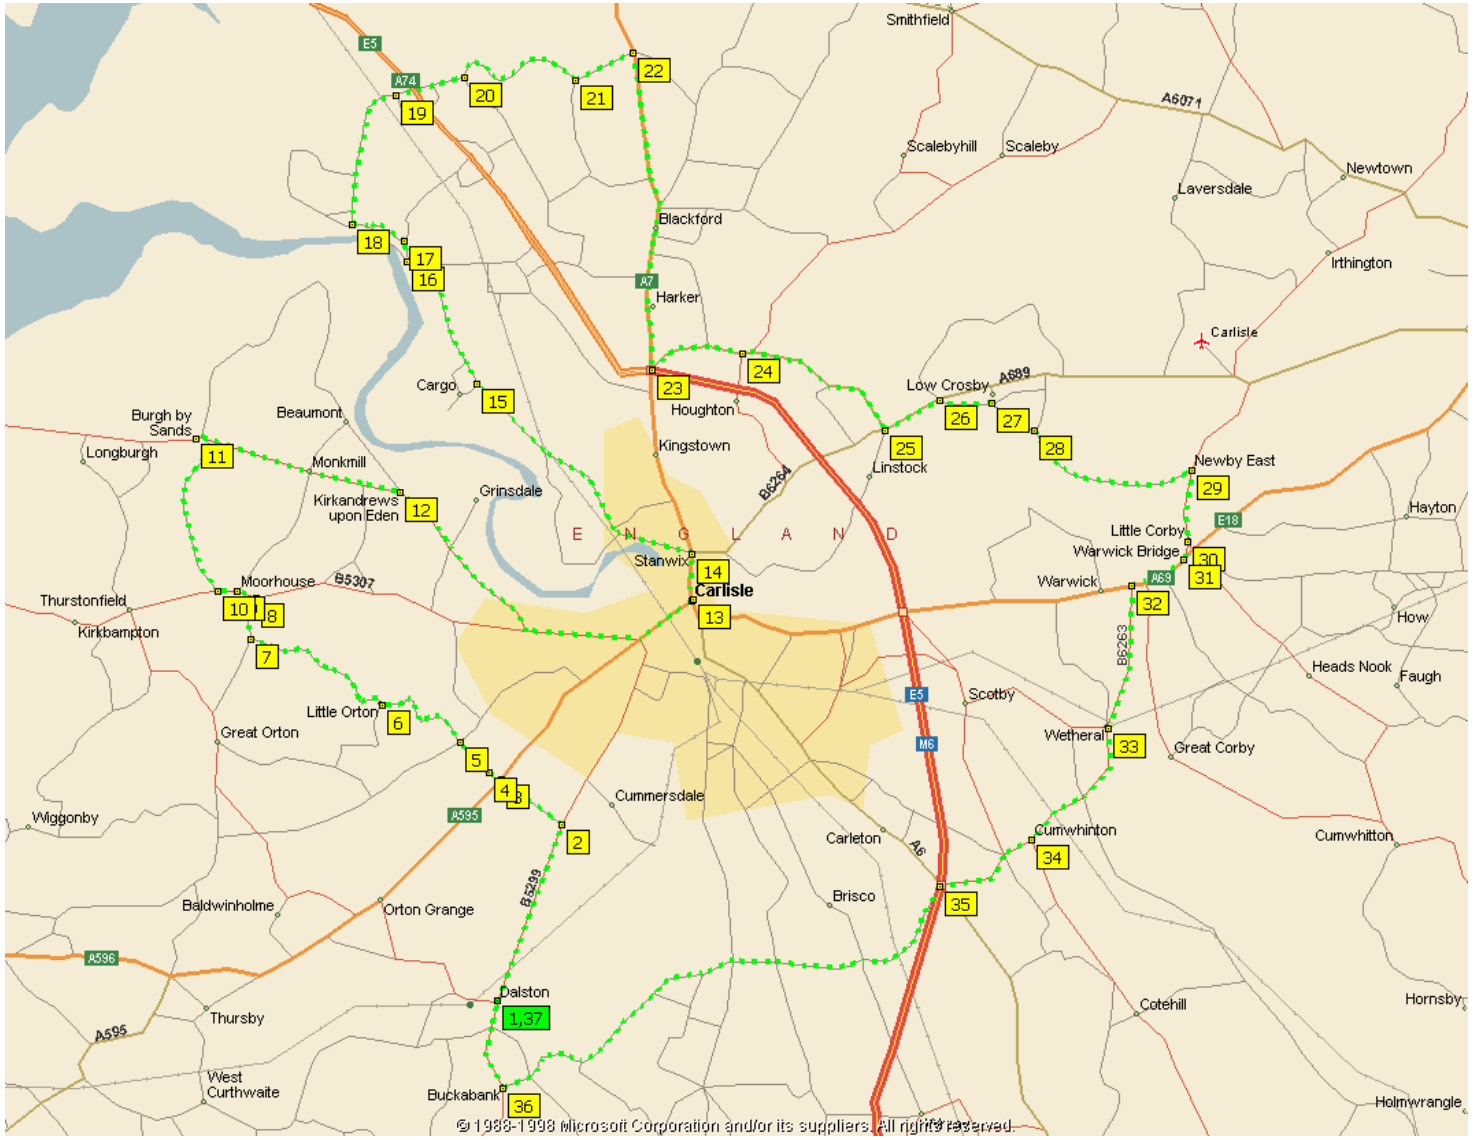 Smithfield
E5
22
A74
20
21
19
A6071
Scalebyhill
Scaleby
Newtown
Laversdale
Blackford
18
17
16
Irthington
A7
Harker
Carlisle
24
23
A689
Low Crosby
Cargo
15
Houghton
26
27
Beaumont
Burgh by
Sands
11
Kingstown
25
28
Longburgh
Monkmill
Linstock
Newby East
29
B6264
Grinsdale
Kirkandrews
upon Eden
12
Hayton
E18
ENGLAND
Little Corby
Warwick Bridge
30
Stanwix
14
31
A69
Moorhouse
B5307
Carlisle
Warwick
32
Thurstonfield
10
8
13
How
Kirkbampton
7
B6263
Heads Nook
Faugh
E5
Scotby
Little Orton
6
Great Orton
Wetheral
33
M6
Great Corby
5
4
3
Cummersdale
A595
Wiggonby
2
Carleton
A6
Cumwhinton
34
Cumwhitton
B5299
Baldwinholme
Orton Grange
Brisco
35
A596
Dalston
1,37
Cotehill
Hornsby
Thursby
A595
West
Curthwaite
Buckabank
36
Holmwrangle
© 1988-1998 Microsoft Corporation and/or its suppliers. All rights reserved.